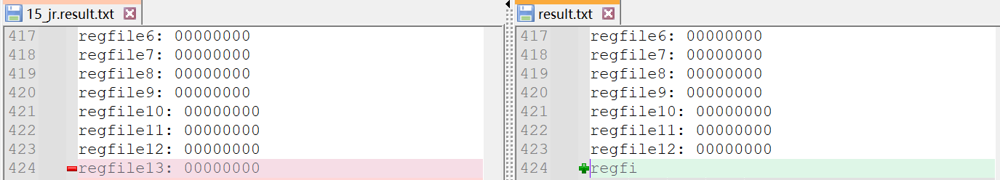 15_jr.result.txt
417 regfile6: 00000000
418 regfile7: 00000000
419 regfile8: 00000000
420 regfile9: 00000000
421 regfile10: 00000000
422 regfile11: 00000000
423 regfile12: 00000000
424 regfile13: 00000000
result.txt
417 regfile6: 00000000
418 regfile7: 00000000
419 regfile8: 00000000
420 regfile9: 00000000
421 regfile10: 00000000
422 regfile11: 00000000
423 regfile12: 00000000
424 regfi